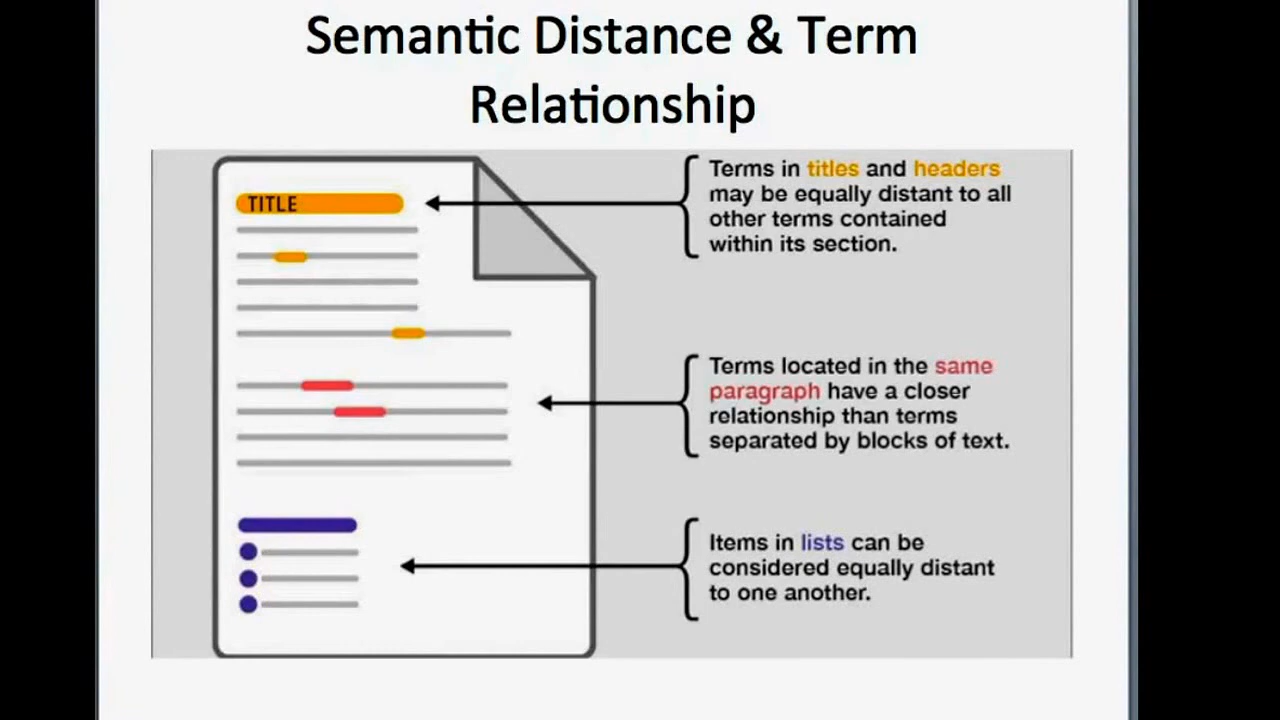 Semantic Distance & Term
Relationship
TITLE
Terms in titles and headers
may be equally distant to all
other terms contained
within its section.
Terms located in the same
paragraph have a closer
relationship than terms
separated by blocks of text.
Items in lists can be
considered equally distant
to one another.